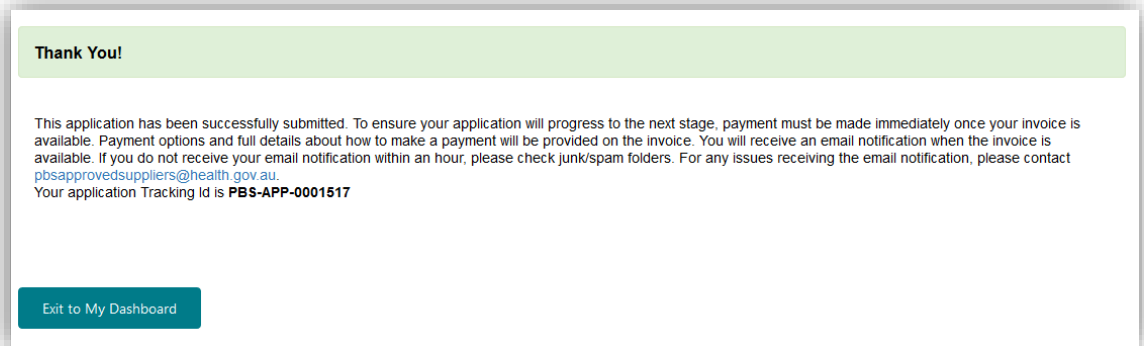 Thank You!
This application has been successfully submitted. To ensure your application will progress to the next stage, payment must be made immediately once your invoice is
available. Payment options and full details about how to make a payment will be provided on the invoice. You will receive an email notification when the invoice is
available. If you do not receive your email notification within an hour, please check junk/spam folders. For any issues receiving the email notification, please contact
pbsapprovedsuppliers@health.gov.au.
Your application Tracking Id is PBS-APP-0001517
Exit to My Dashboard